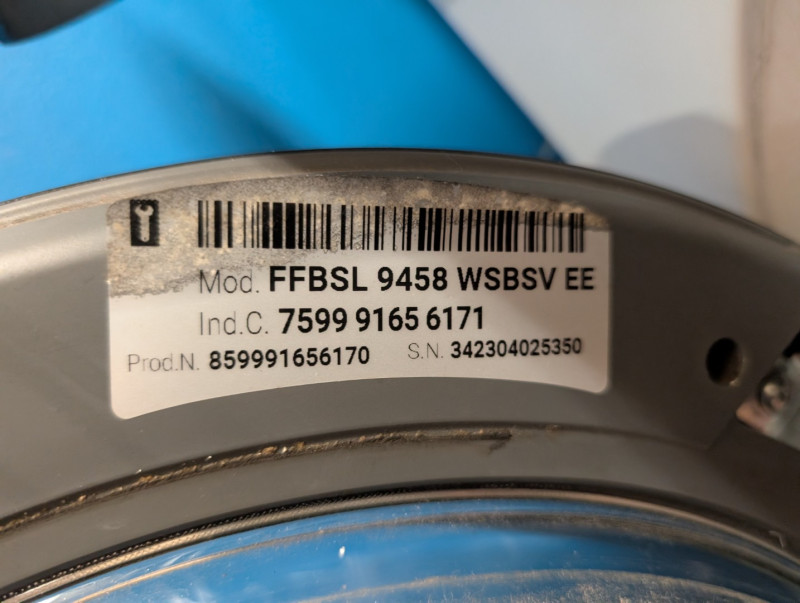 Mod. FFBSL 9458 WSBSV EE
Ind.C. 7599 9165 6171
Prod.N. 859991656170 S.N. 342304025350